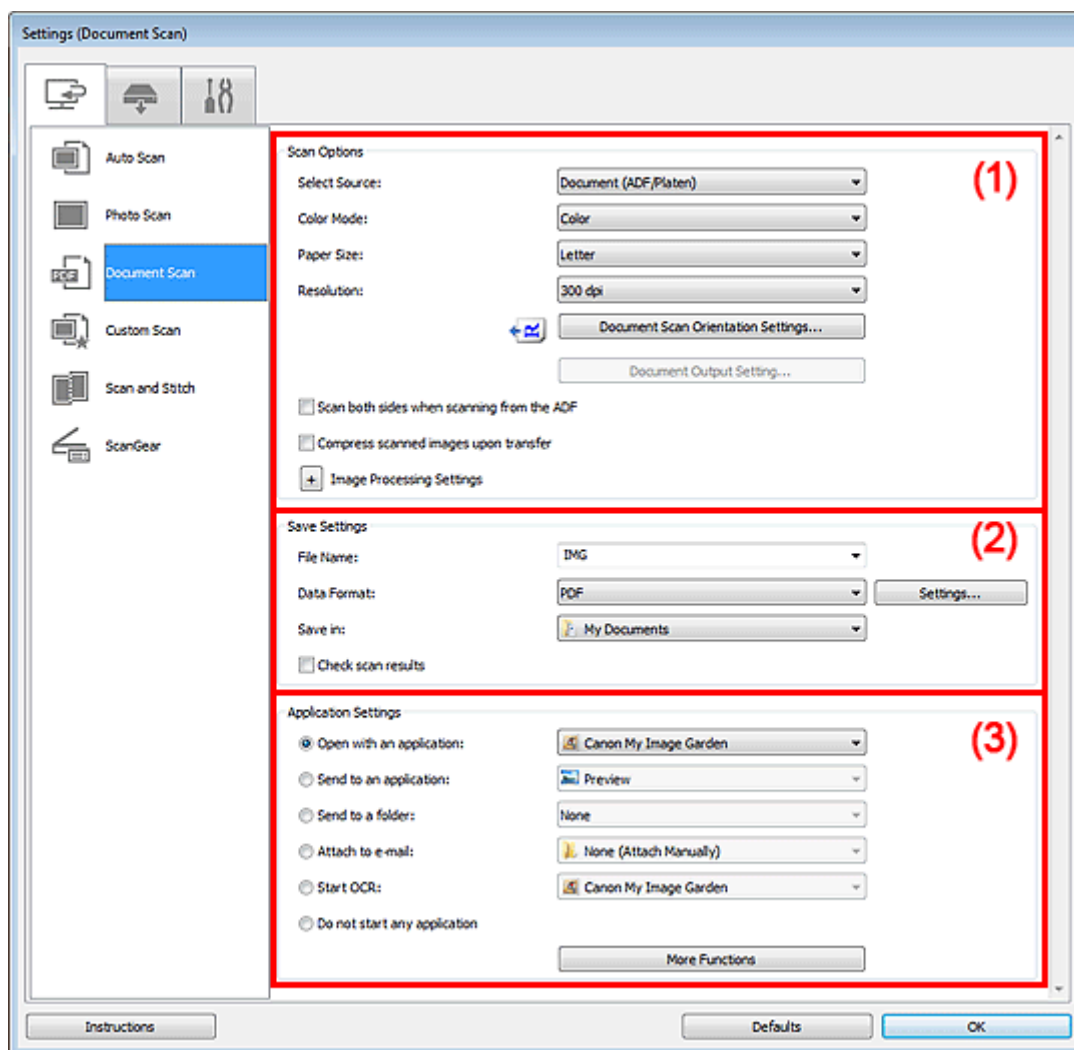 Settings (Document Scan)
Auto Scan
Photo Scan
PDF
Document Scan
Custom Scan
Scan and Stitch
ScanGear
Scan Options
(1)
Select Source: Document (ADF/Platen)
Color Mode: Color
Paper Size: Letter
Resolution: 300 dpi
R Document Scan Orientation Settings...
Document Output Setting...
Scan both sides when scanning from the ADF
Compress scanned images upon transfer
+ Image Processing Settings
Save Settings
(2)
File Name: IMG
Data Format: PDF Settings...
Save in: My Documents
Check scan results
Application Settings
(3)
Open with an application: Canon My Image Garden
Send to an application: Preview
Send to a folder: None
Attach to e-mail: None (Attach Manually)
Start OCR: Canon My Image Garden
Do not start any application
More Functions
Instructions Defaults OK